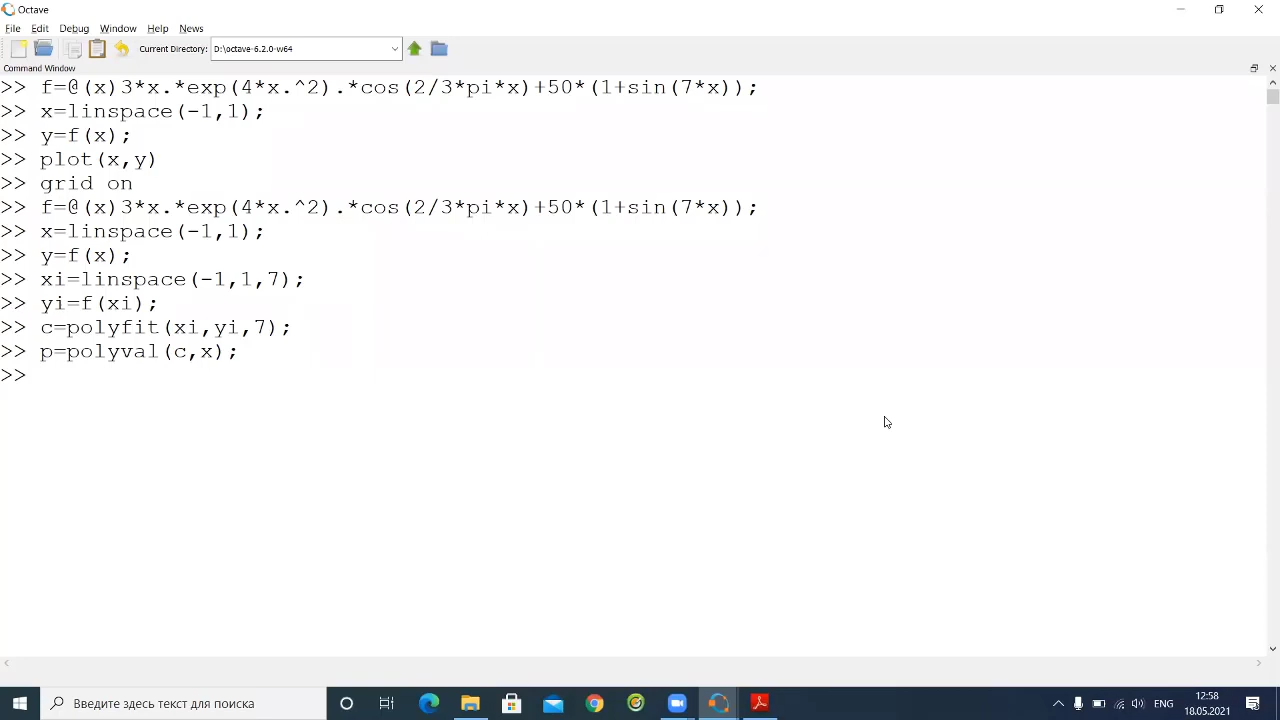 Octave
File Edit Debug Window Help News
Current Directory: D:\octave-6.2.0-w64
Command Window
>> f=@(x)3*x.*exp(4*x.^2).*cos(2/3*pi*x)+50*(1+sin(7*x));
>> x=linspace(-1,1);
>> y=f(x);
>> plot(x,y)
>> grid on
>> f=@(x)3*x.*exp(4*x.^2).*cos(2/3*pi*x)+50*(1+sin(7*x));
>> x=linspace(-1,1);
>> y=f(x);
>> xi=linspace(-1,1,7);
>> yi=f(xi);
>> c=polyfit(xi,yi,7);
>> p=polyval(c,x);
>>
Введите здесь текст для поиска
ENG
12:58
18.05.2021